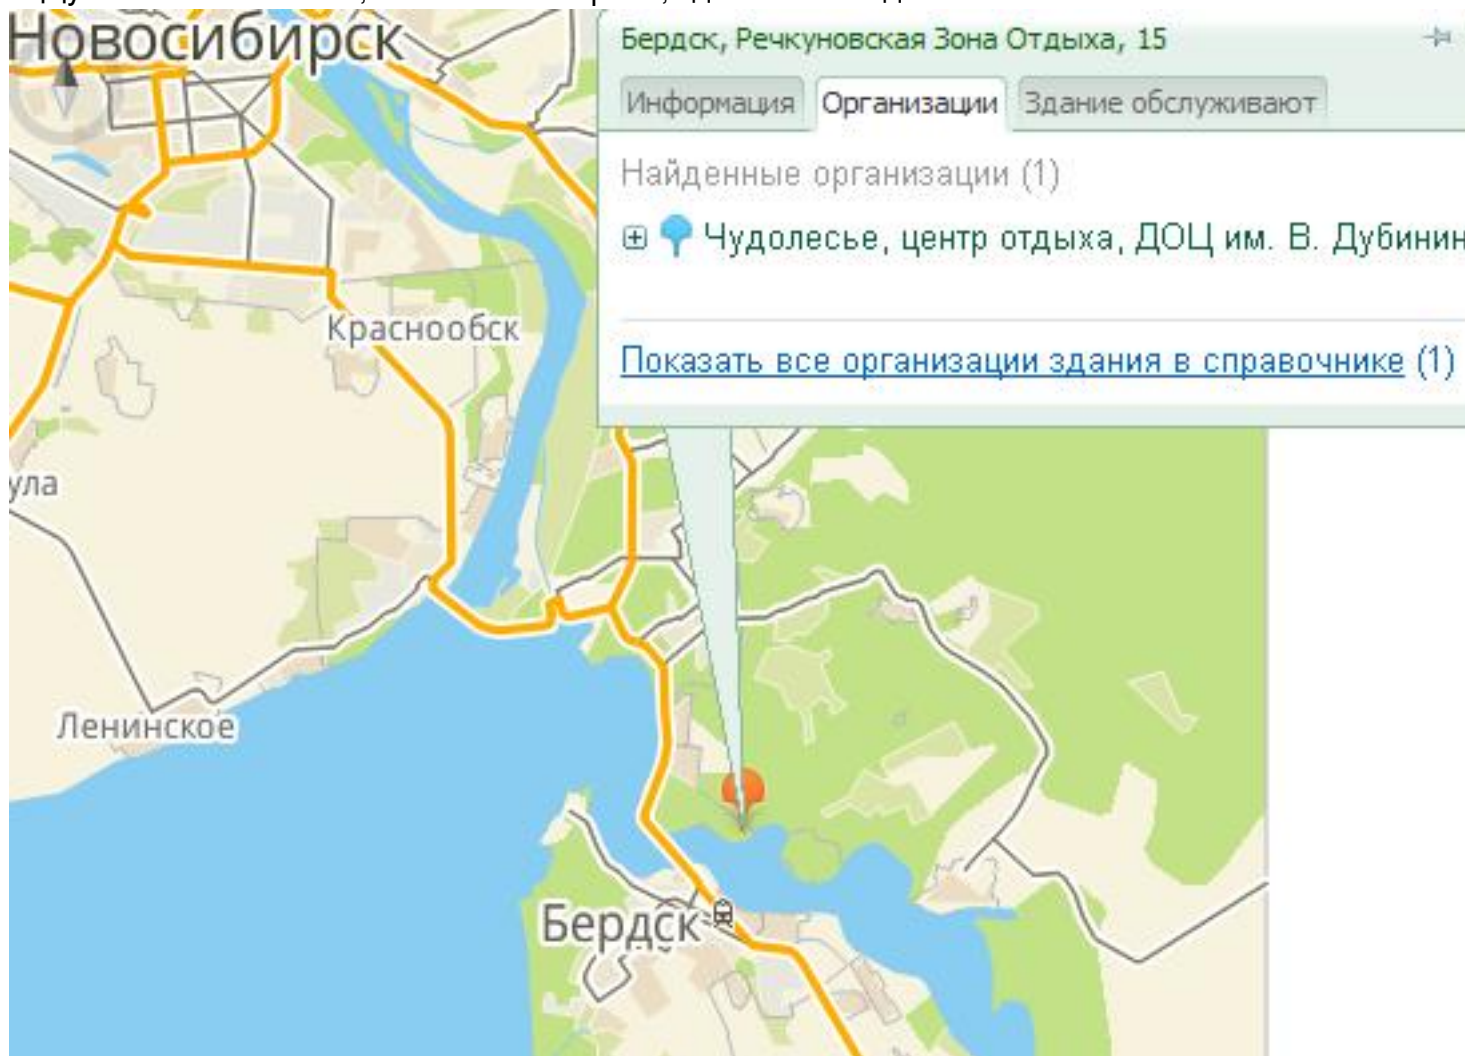 Новосибирск
Бердск, Речкуновская Зона Отдыха, 15
Информация Организации Здание обслуживают
Найденные организации (1)
Чудолесье, центр отдыха, ДОЦ им. В. Дубинин
Показать все организации здания в справочнике (1)
Краснообск
ула
Ленинское
Бердск